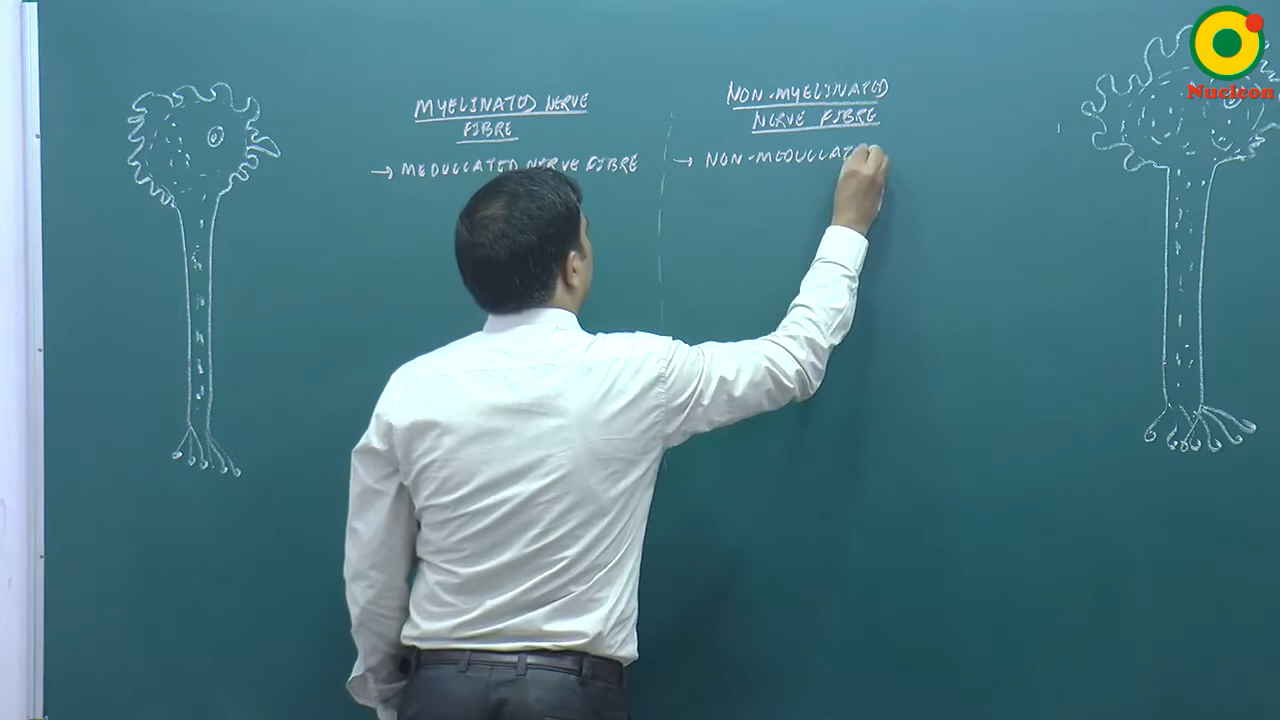 MYELINATED NERVE
FIBRE
→ MEDULLATED NERVE FIBRE
NON-MYELINATED
NERVE FIBRE
→ NON-MEDULLAT
Nucleon